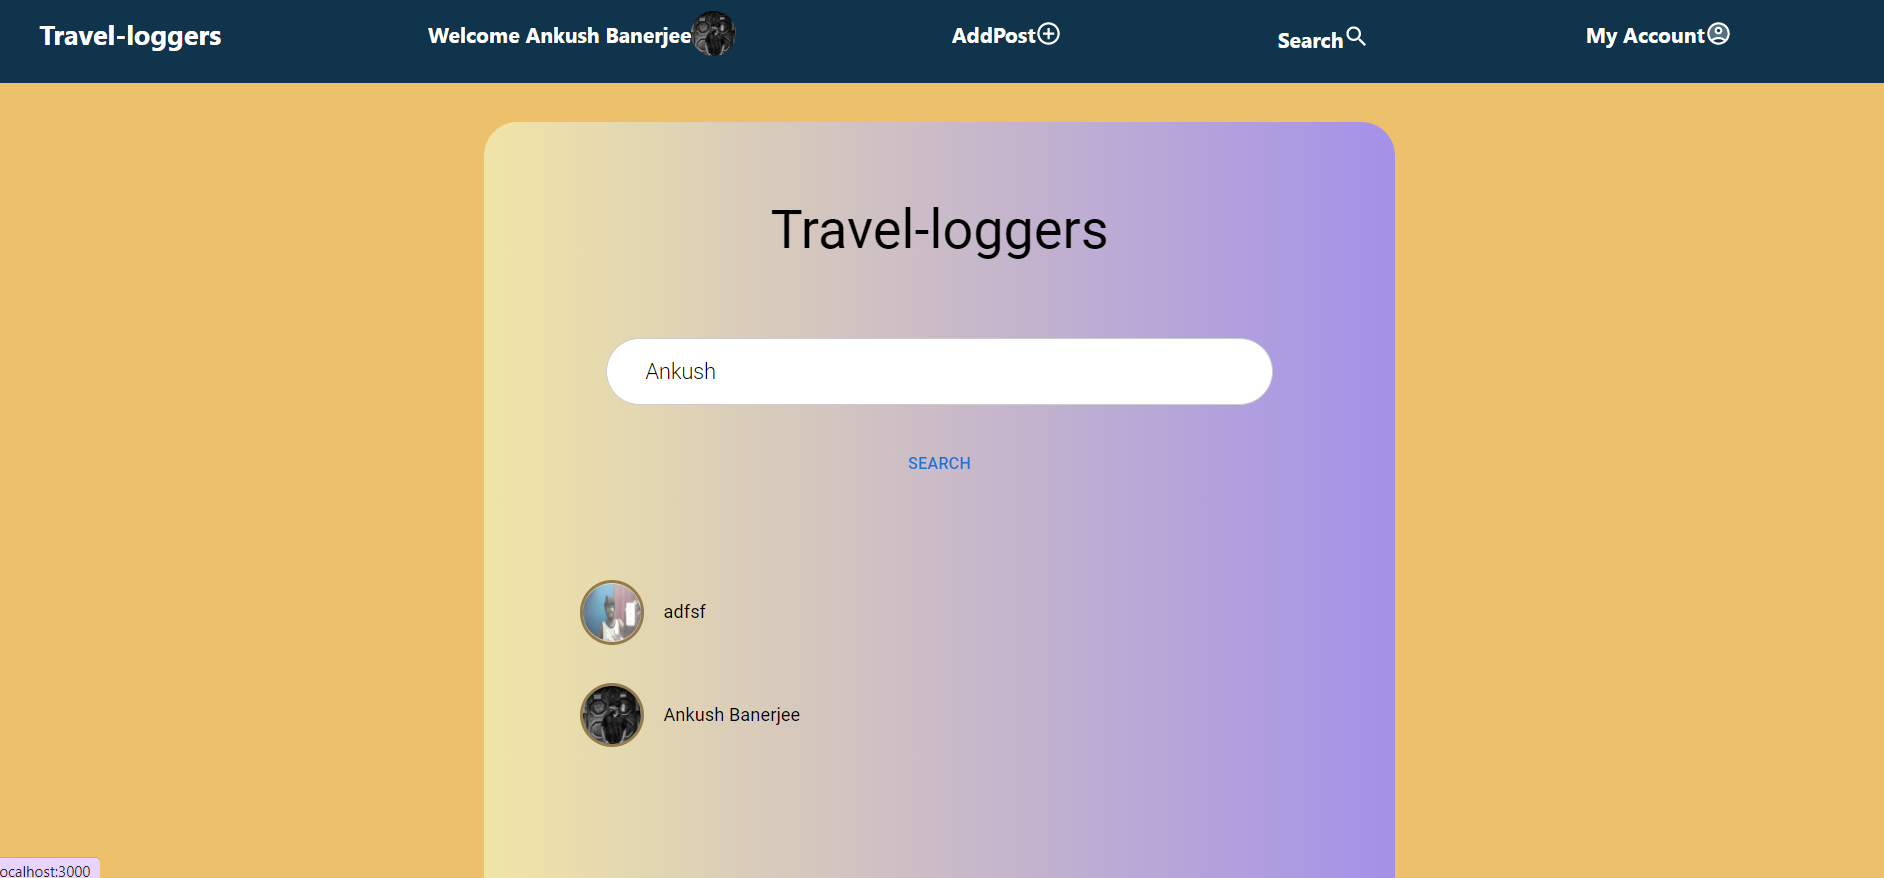 Travel-loggers
Welcome Ankush Banerjee
AddPost
Search
My Account
Travel-loggers
Ankush
SEARCH
adfsf
Ankush Banerjee
ocalhost:3000